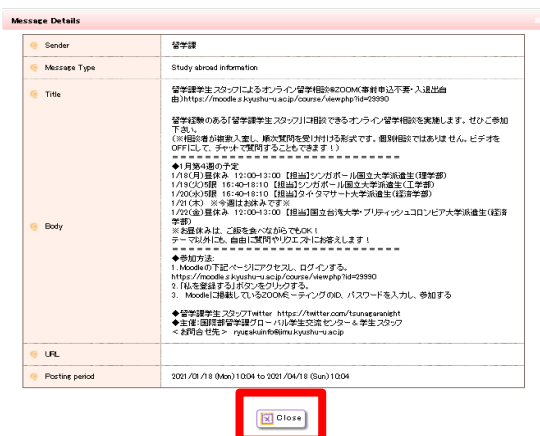 Message Details
Sender 留学課
Message Type Study abroad information
Title 留学課学生スタッフによるオンライン留学相談@ZOOM(事前申込不要・入退出自
由)https://moodle.s.kyushu-u.ac.jp/course/view.php?id=29990
留学経験のある「留学課学生スタッフ」に相談できるオンライン留学相談を実施します。ぜひご参加
下さい。
(※相談者が複数入室し、順次質問を受け付ける形式です。個別相談ではありません。ビデオを
OFFにして、チャットで質問することもできます!)
================================
◆1月第4週の予定
1/18(月)昼休み 12:00-13:00 【担当】シンガポール国立大学派遣生(理学部)
1/19(火)5限 16:40-18:10 【担当】シンガポール国立大学派遣生(工学部)
1/20(水)5限 16:40-18:10 【担当】タイ・タマサート大学派遣生(経済学部)
1/21(木) ※今週はお休みです※
1/22(金)昼休み 12:00-13:00 【担当】国立台湾大学・ブリティッシュコロンビア大学派遣生(経済
学部)
Body
※お昼休みは、ご飯を食べながらでもOK!
テーマ以外にも、自由に質問やリクエストにお答えします!
================================
◆参加方法:
1. Moodleの下記ページにアクセスし、ログインする。
https://moodle.s.kyushu-u.ac.jp/course/view.php?id=29990
2. 「私を登録する」ボタンをクリックする。
3. Moodleに掲載しているZOOMミーティングのID、パスワードを入力し、参加する
◆留学課学生スタッフTwitter https://twitter.com/tsunagaranight
◆主催:国際部留学課グローバル学生交流センター & 学生スタッフ
<お問合せ先> ryugakuinfo@jimu.kyushu-u.ac.jp
URL
Posting period 2021/01/18 (Mon) 10:04 to 2021/04/18 (Sun) 10:04
Close